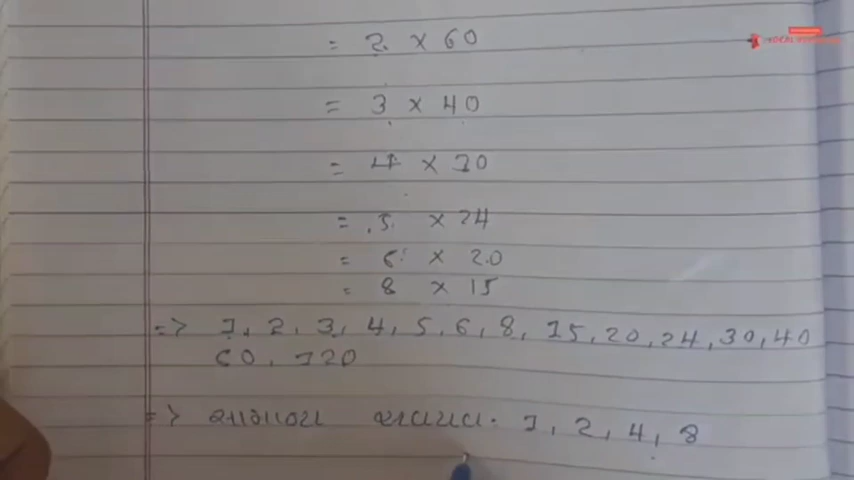 = 2 × 60
= 3 × 40
= 4 × 30
= 5 × 24
= 6 × 20
= 8 × 15
=> 1, 2, 3, 4, 5, 6, 8, 15, 20, 24, 30, 40
60, 120
=> સામાન્ય અવયવ. 1, 2, 4, 8